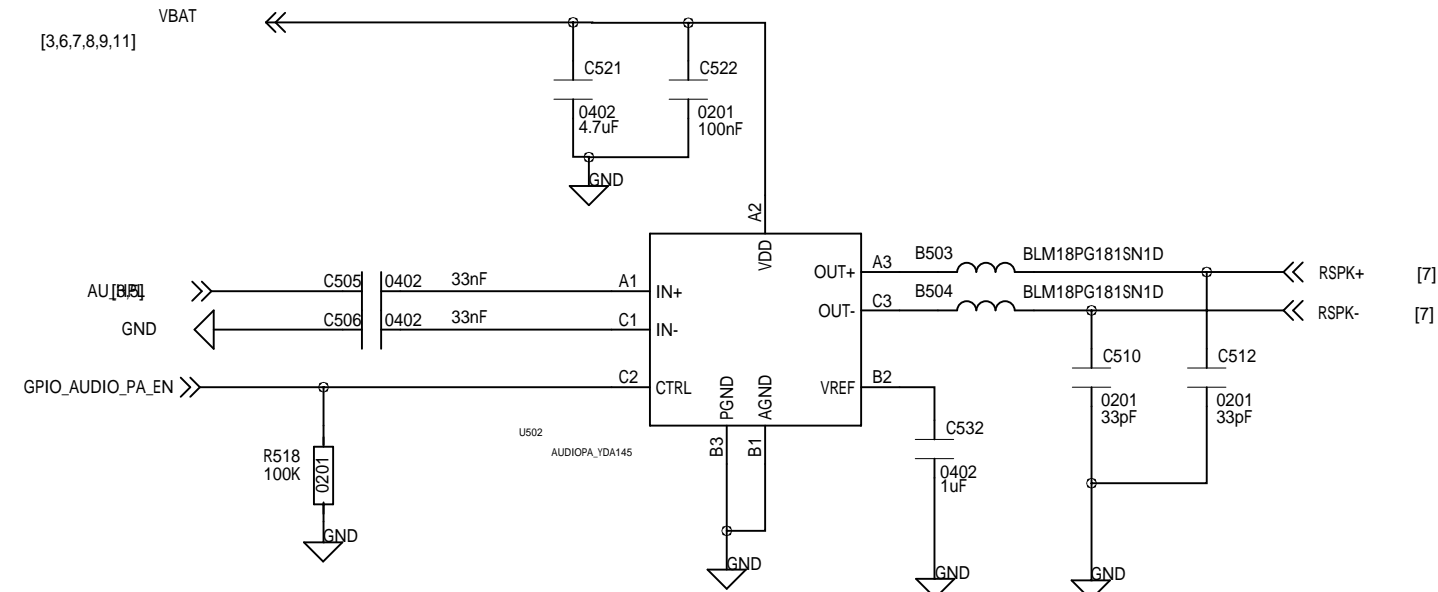 VBAT
[3,6,7,8,9,11]
C521
0402
4.7uF
C522
0201
100nF
GND
A2
VDD
C505
0402
33nF
A1
IN+
GND
C506
0402
33nF
C1
IN-
GPIO_AUDIO_PA_EN
C2
CTRL
R518
100K
0201
GND
U502
AUDIOPA_YDA145
PGND
AGND
B3
B1
GND
OUT+
A3
B503
BLM18PG181SN1D
RSPK+
[7]
OUT-
C3
B504
BLM18PG181SN1D
RSPK-
[7]
VREF
B2
C532
0402
1uF
GND
C510
0201
33pF
C512
0201
33pF
GND